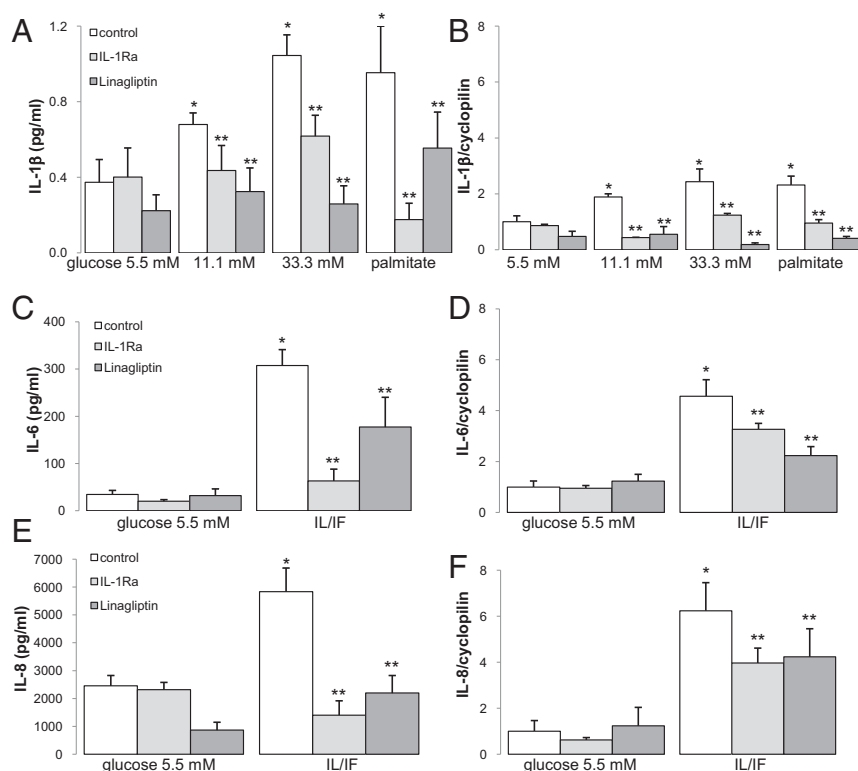 A
control
IL-1Ra
Linagliptin
IL-1β (pg/ml)
1.2
0.8
0.4
0.0
* * * *
** ** ** ** ** **
glucose 5.5 mM 11.1 mM 33.3 mM palmitate
B
IL-1β/cyclopilin
8
6
4
2
0
* * *
** ** ** ** ** **
5.5 mM 11.1 mM 33.3 mM palmitate
C
control
IL-1Ra
Linagliptin
IL-6 (pg/ml)
400
300
200
100
00
*
** **
glucose 5.5 mM IL/IF
D
IL-6/cyclopilin
8
6
4
2
0
*
** **
glucose 5.5 mM IL/IF
E
control
IL-1Ra
Linagliptin
IL-8 (pg/ml)
7000
6000
5000
4000
3000
2000
1000
0000
*
** **
glucose 5.5 mM IL/IF
F
IL-8/cyclopilin
8
6
4
2
0
*
** **
glucose 5.5 mM IL/IF